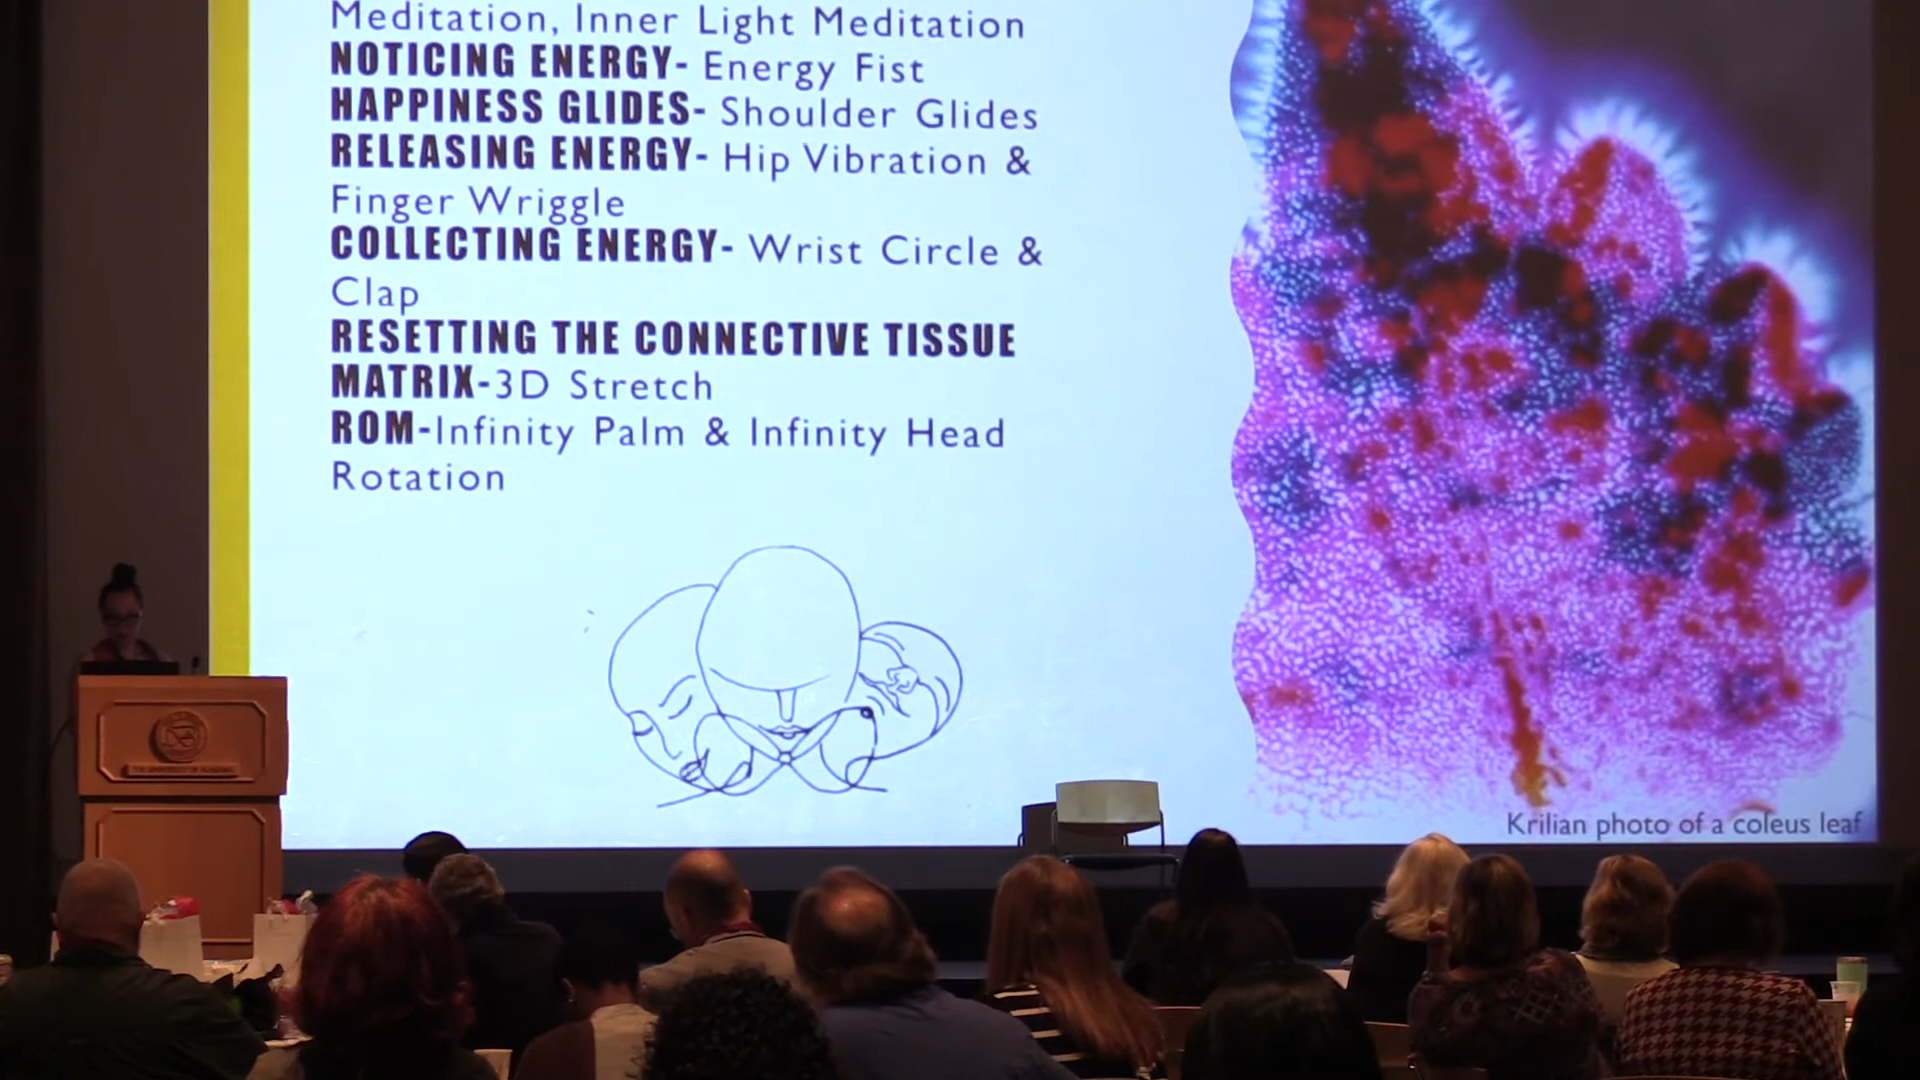 Meditation, Inner Light Meditation
NOTICING ENERGY- Energy Fist
HAPPINESS GLIDES- Shoulder Glides
RELEASING ENERGY- Hip Vibration &
Finger Wriggle
COLLECTING ENERGY- Wrist Circle &
Clap
RESETTING THE CONNECTIVE TISSUE
MATRIX-3D Stretch
ROM-Infinity Palm & Infinity Head
Rotation
Krilian photo of a coleus leaf